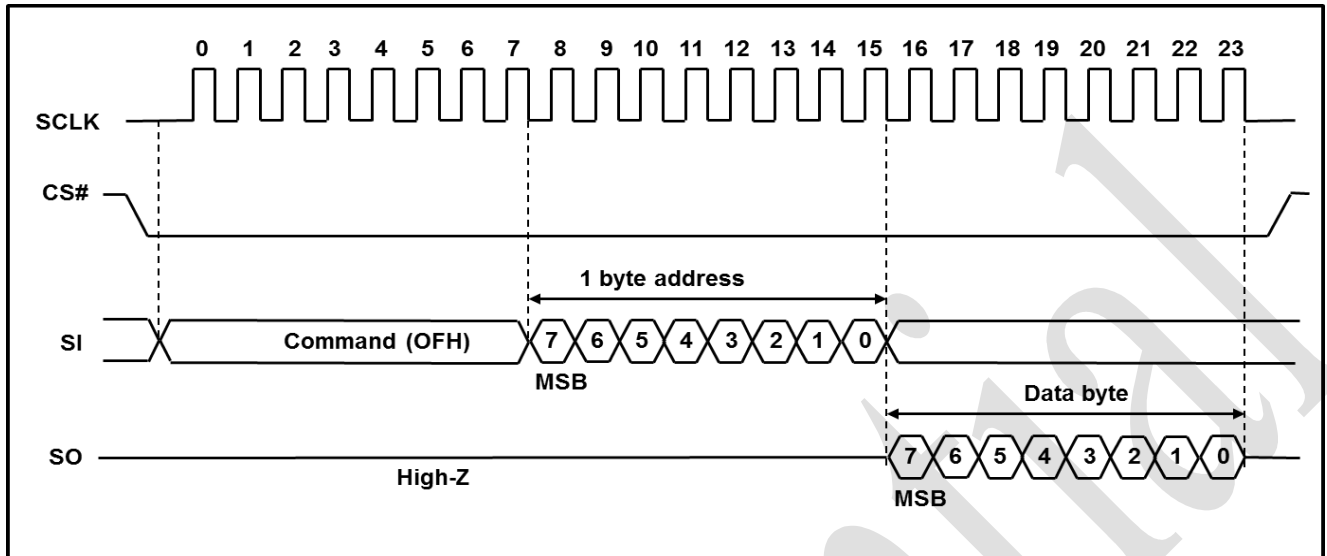 0 1 2 3 4 5 6 7 8 9 10 11 12 13 14 15 16 17 18 19 20 21 22 23
SCLK
CS#
1 byte address
SI Command (OFH) 7 6 5 4 3 2 1 0
MSB
Data byte
SO 7 6 5 4 3 2 1 0
High-Z
MSB